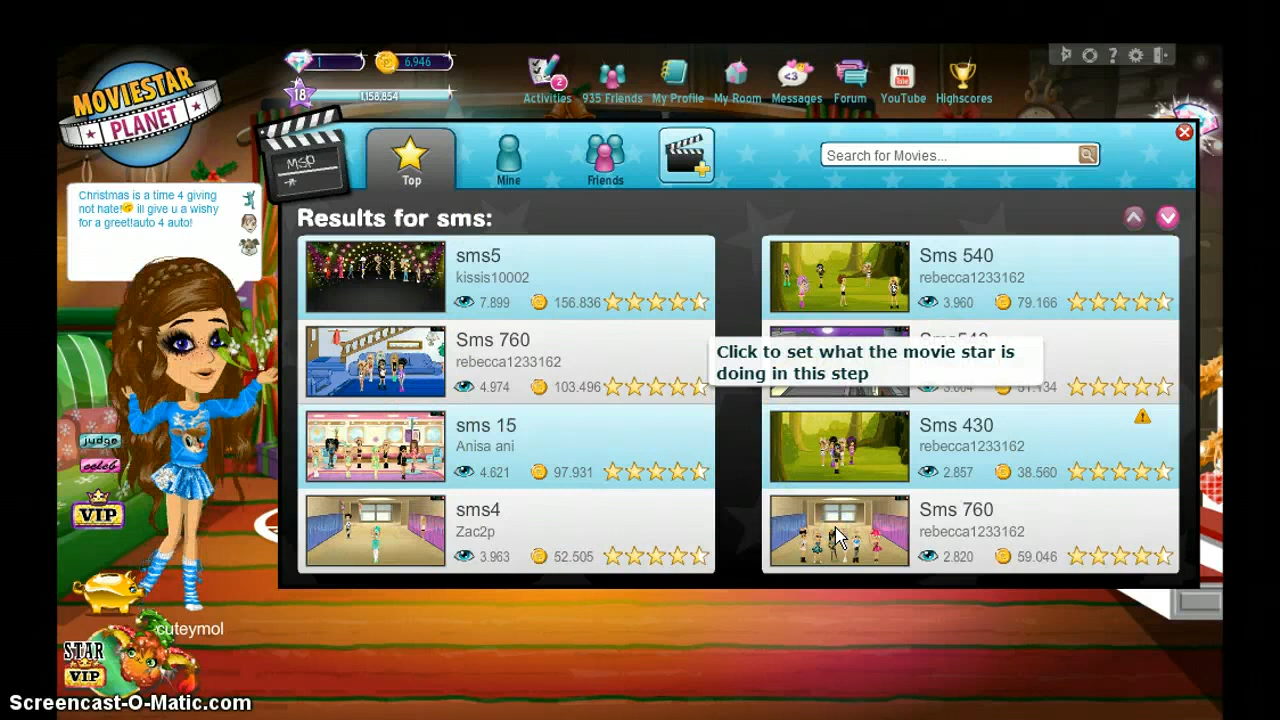 MOVIESTAR
PLANET
1
6,946
18
1,158,854
2
Activities
935 Friends
My Profile
My Room
<3
Messages
Forum
You
Tube
YouTube
Highscores
?
MSP
Top
Mine
Friends
Search for Movies...
Christmas is a time 4 giving
not hate! ill give u a wishy
for a greet!auto 4 auto!
Results for sms:
sms5
kissis10002
7.899
156.836
Sms 540
rebecca1233162
3.960
79.166
Sms 760
rebecca1233162
4.974
103.496
Click to set what the movie star is
doing in this step
sms 15
Anisa ani
4.621
97.931
Sms 430
rebecca1233162
2.857
38.560
sms4
Zac2p
3.963
52.505
Sms 760
rebecca1233162
2.820
59.046
judge
celeb
VIP
cuteymol
STAR
VIP
Screencast-O-Matic.com